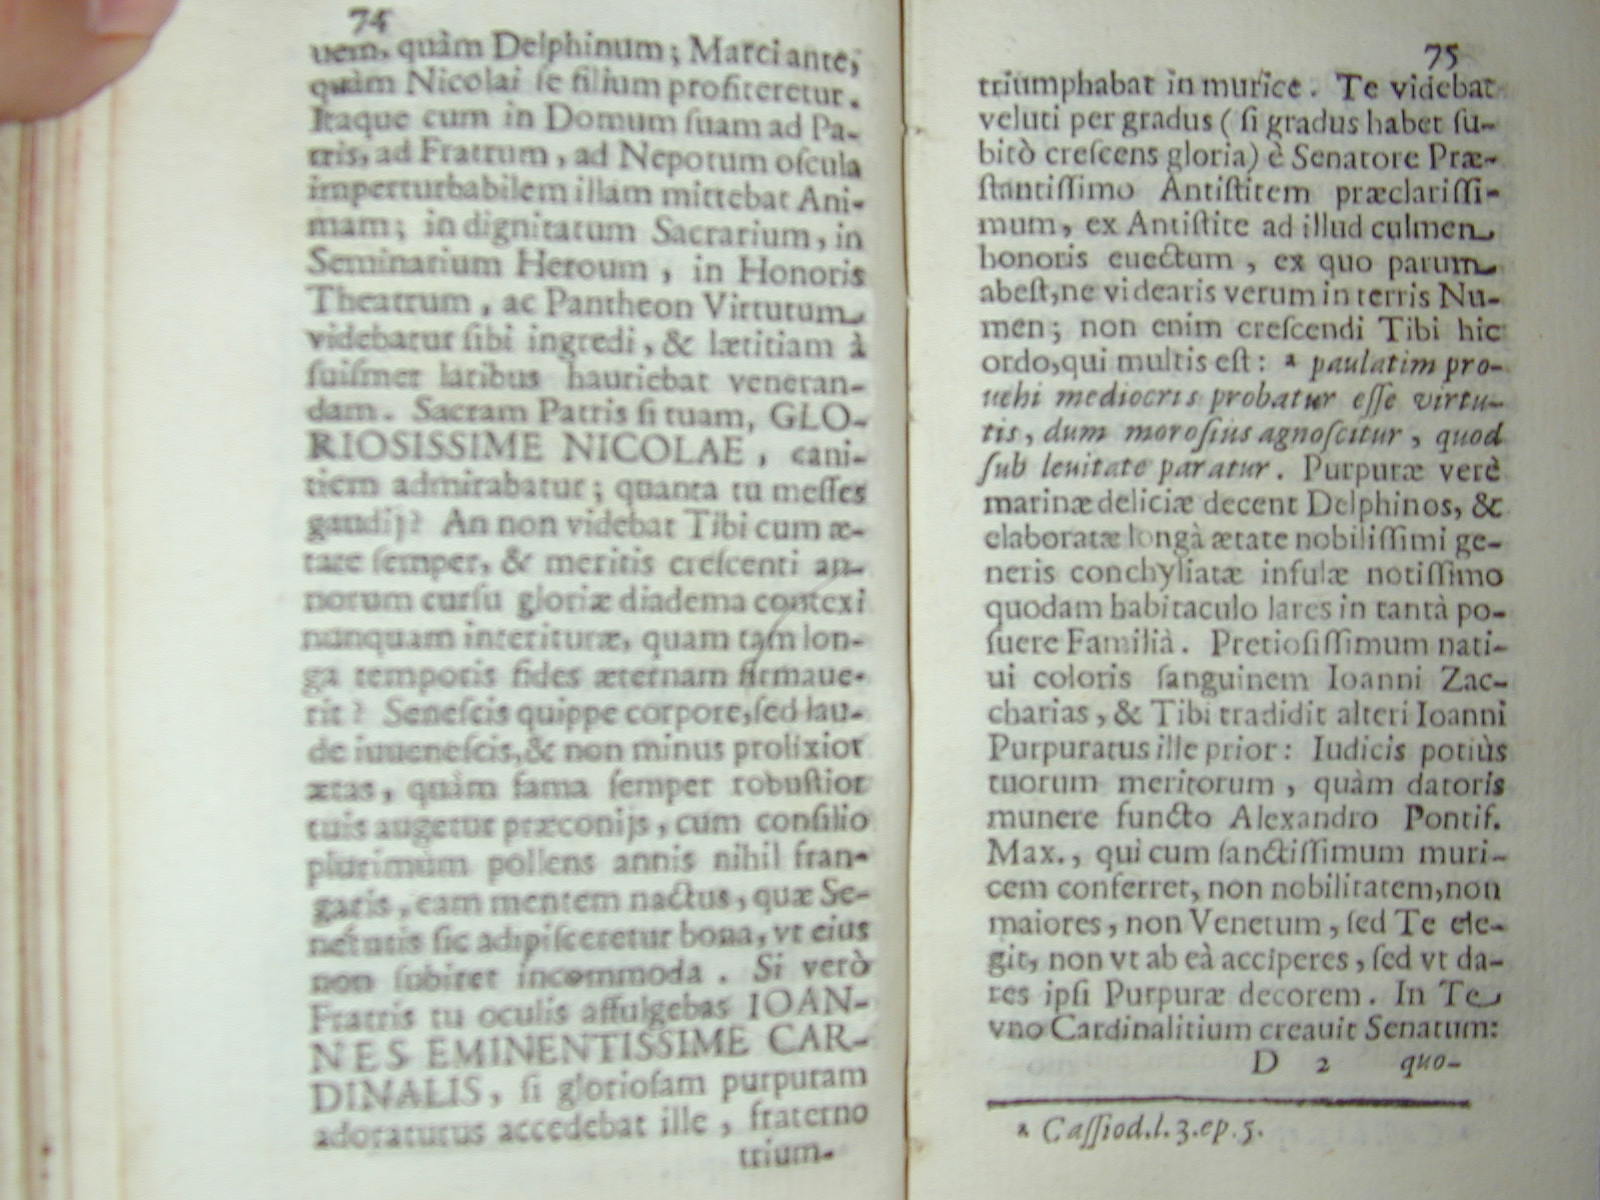 74
uem, quàm Delphinum; Marci ante,
quàm Nicolai ſe filium profiteretur.
Itaque cum in Domum ſuam ad Pa-
tris, ad Fratrum, ad Nepotum oſcula
imperturbabilem illam mittebat Ani-
mam; in dignitatum Sacrarium, in
Seminarium Heroum, in Honoris
Theatrum, ac Pantheon Virtutum
videbatur ſibi ingredi, & lætitiam à
ſuiſmet laribus hauriebat veneran-
dam. Sacram Patris ſi tuam, GLO-
RIOSISSIME NICOLAE, cani-
tiem admirabatur; quanta tu meſſes
gaudij? An non videbat Tibi cum æ-
tate ſemper, & meritis creſcenti an-
norum curſu gloriæ diadema contexi
nunquam interituræ, quam tam lon-
ga temporis fides æternam firmaue-
rit? Seneſcis quippe corpore, ſed lau-
de iuueneſcis, & non minus prolixior
ætas, quàm fama ſemper robuſtior
tuis augetur præconijs, cum conſilio
plurimùm pollens annis nihil fran-
garis, eam mentem nactus, quæ Se-
nectutis ſic adipiſceretur bona, vt eius
non ſubiret incommoda. Si verò
Fratris tu oculis affulgebas IOAN-
NES EMINENTISSIME CAR-
DINALIS, ſi glorioſam purpuram
adoraturus accedebat ille, fraterno
trium-
75
triumphabat in murice. Te videbat
veluti per gradus (ſi gradus habet ſu-
bitò creſcens gloria) è Senatore Præ-
ſtantiſſimo Antiſtitem præclariſſi-
mum, ex Antiſtite ad illud culmen
honoris euectum, ex quo parum
abeſt, ne videaris verum in terris Nu-
men; non enim creſcendi Tibi hic
ordo, qui multis eſt: ª paulatim pro-
uehi mediocris probatur eſſe virtu-
tis, dum moroſius agnoſcitur, quod
ſub leuitate paratur. Purpuræ verè
marinæ deliciæ decent Delphinos, &
elaboratæ longà ætate nobiliſſimi ge-
neris conchyliatæ infulæ notiſſimo
quodam habitaculo lares in tantà po-
ſuere Familià. Pretioſiſſimum nati-
ui coloris ſanguinem Ioanni Zac-
charias, & Tibi tradidit alteri Ioanni
Purpuratus ille prior: Iudicis potiùs
tuorum meritorum, quàm datoris
munere functo Alexandro Pontif.
Max., qui cum ſanctiſſimum muri-
cem conferret, non nobilitatem, non
maiores, non Venetum, ſed Te ele-
git, non vt ab eà acciperes, ſed vt da-
res ipſi Purpuræ decorem. In Te
vno Cardinalitium creauit Senatum:
D 2 quo-
ª Caſſiod. l. 3. ep. 5.